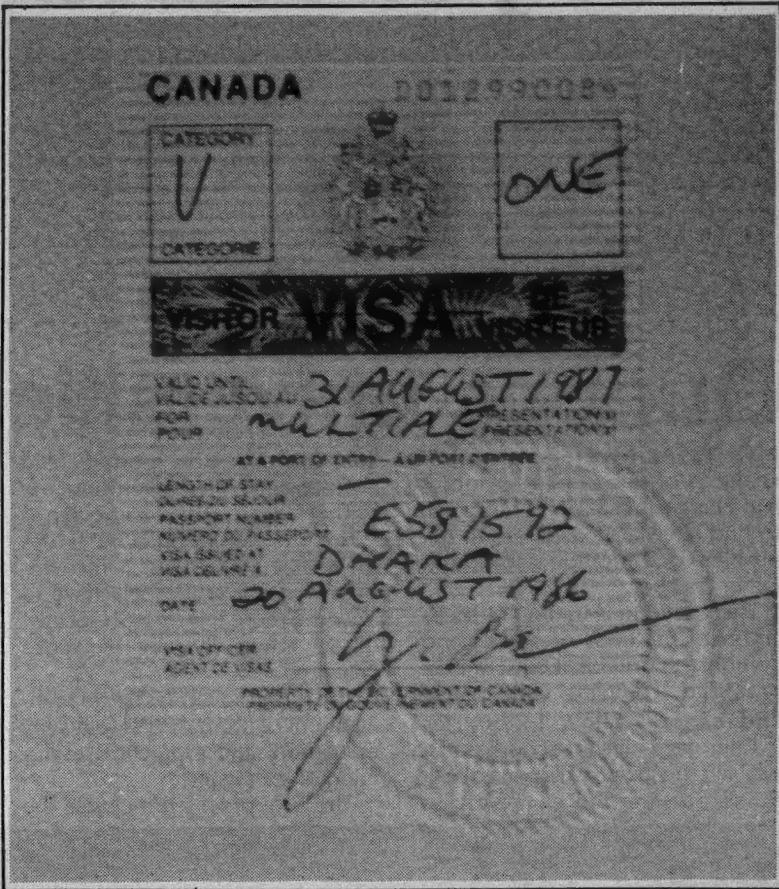 CANADA D012990084
CATEGORY
V
CATEGORIE
ONE
VISITOR VISA DE VISITEUR
VALID UNTIL
VALIDE JUSQU'AU 31 AUGUST 1987
FOR
POUR MULTIPLE PRESENTATION(S)
PRESENTATION(S)
AT A PORT OF ENTRY — A UN PORT D'ENTREE
LENGTH OF STAY
DUREE DU SEJOUR —
PASSPORT NUMBER
NUMERO DU PASSEPORT E581592
VISA ISSUED AT
VISA DELIVRE A DHAKA
DATE 20 AUGUST 1986
VISA OFFICER
AGENT DE VISAS
PROPERTY OF THE GOVERNMENT OF CANADA
PROPRIETE DU GOUVERNEMENT DU CANADA